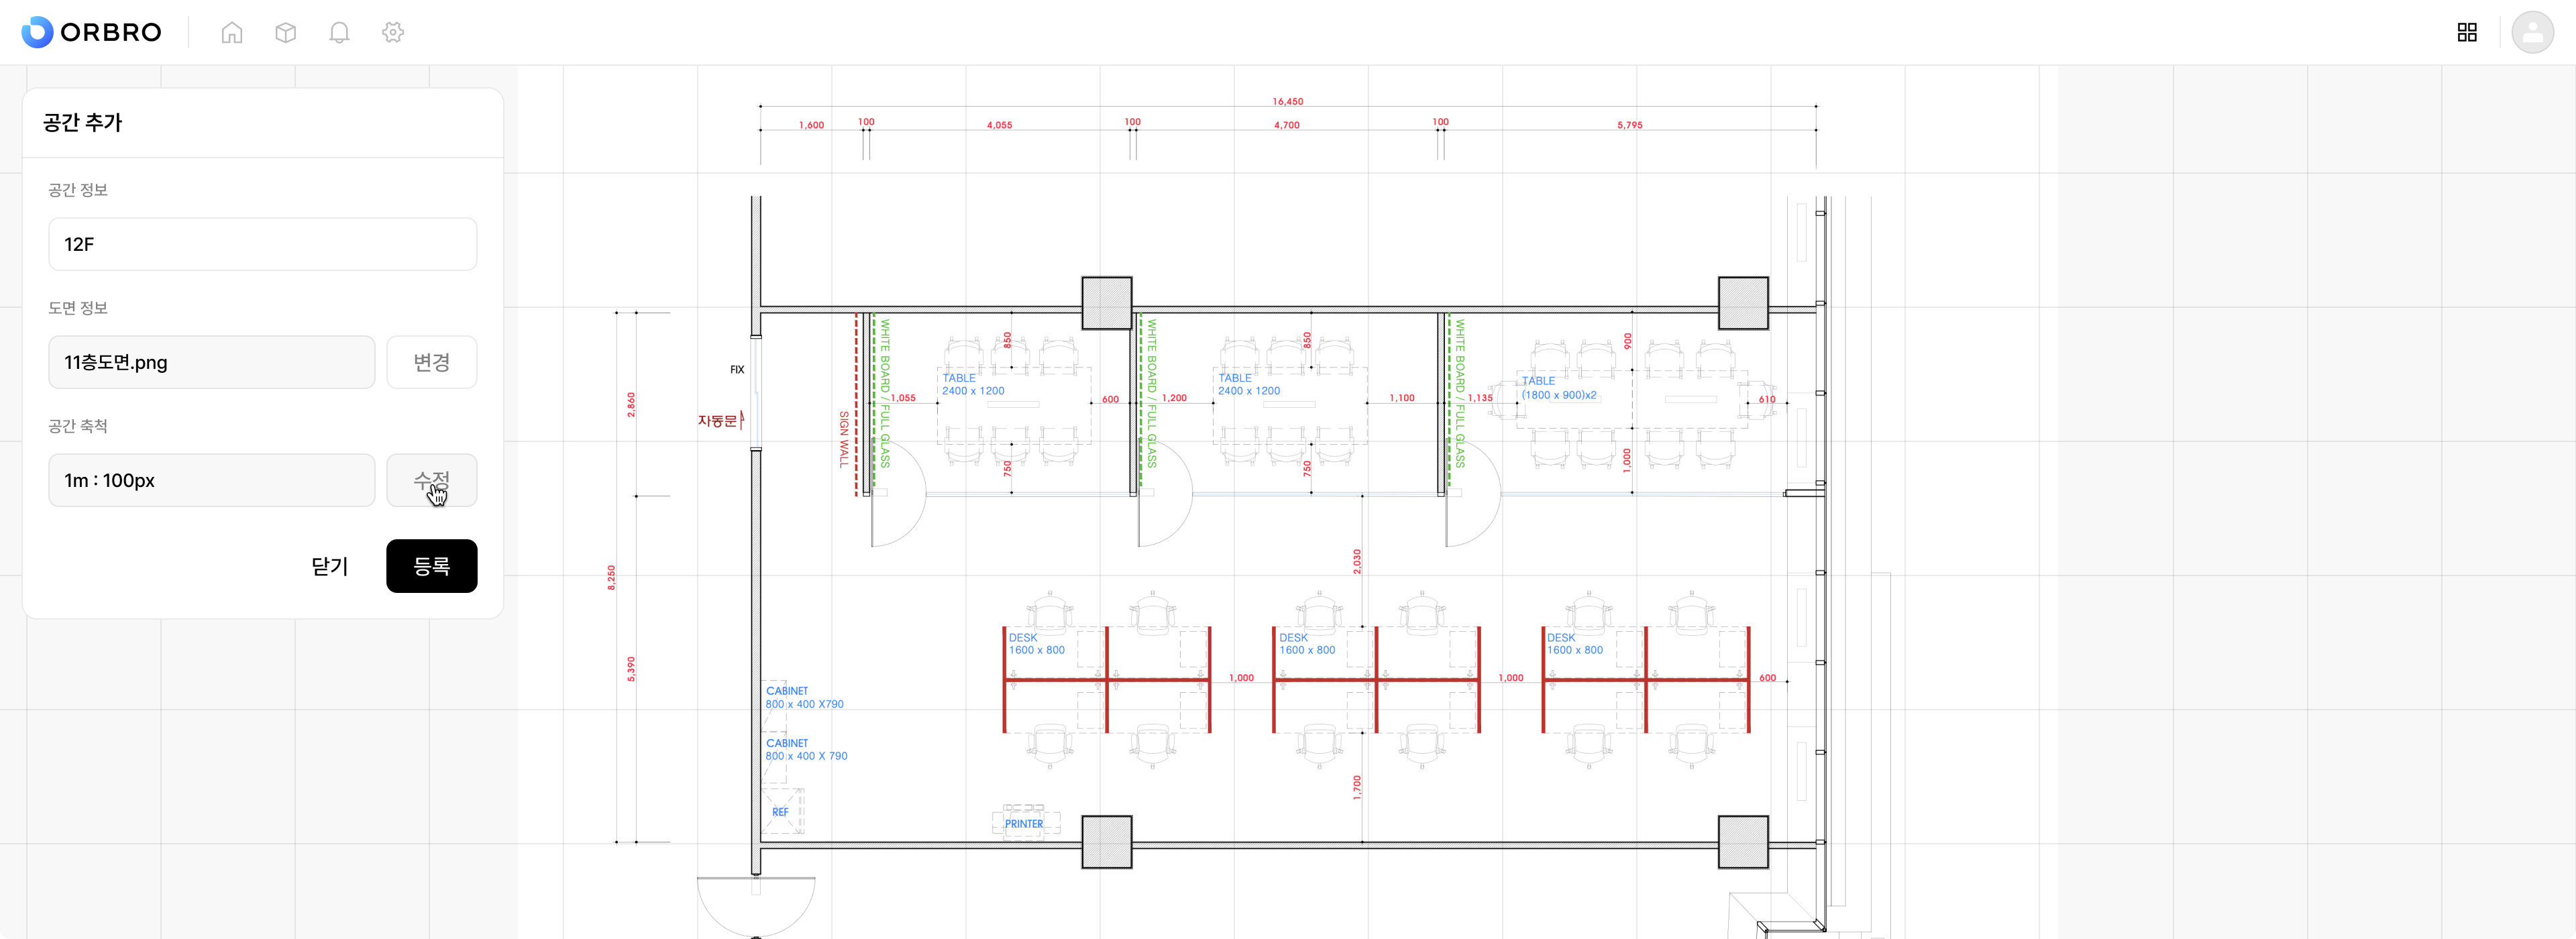 ORBRO
공간 추가
공간 정보
12F
도면 정보
11층도면.png
변경
공간 축척
1m : 100px
수정
닫기
등록
16,450
1,600
100
4,055
100
4,700
100
5,795
FIX
자동문
SIGN WALL
WHITE BOARD / FULL GLASS
WHITE BOARD / FULL GLASS
WHITE BOARD / FULL GLASS
850
850
900
TABLE
2400 x 1200
TABLE
2400 x 1200
TABLE
(1800 x 900)x2
1,055
600
1,200
1,100
1,135
610
750
750
1,000
2,860
8,250
5,390
2,030
DESK
1600 x 800
DESK
1600 x 800
DESK
1600 x 800
1,000
1,000
600
CABINET
800 x 400 X790
CABINET
800 x 400 X 790
REF
PRINTER
1,700